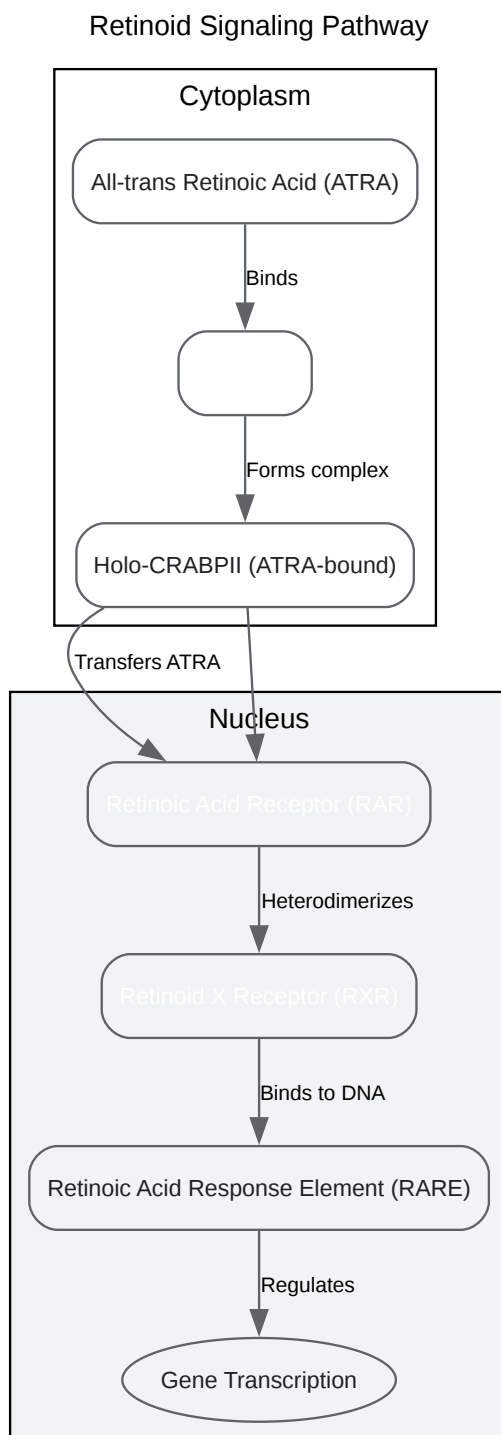 Retinoid Signaling Pathway
Cytoplasm
All-trans Retinoic Acid (ATRA)
Binds
Forms complex
Holo-CRABPII (ATRA-bound)
Transfers ATRA
Nucleus
Retinoic Acid Receptor (RAR)
Heterodimerizes
Retinoid X Receptor (RXR)
Binds to DNA
Retinoic Acid Response Element (RARE)
Regulates
Gene Transcription